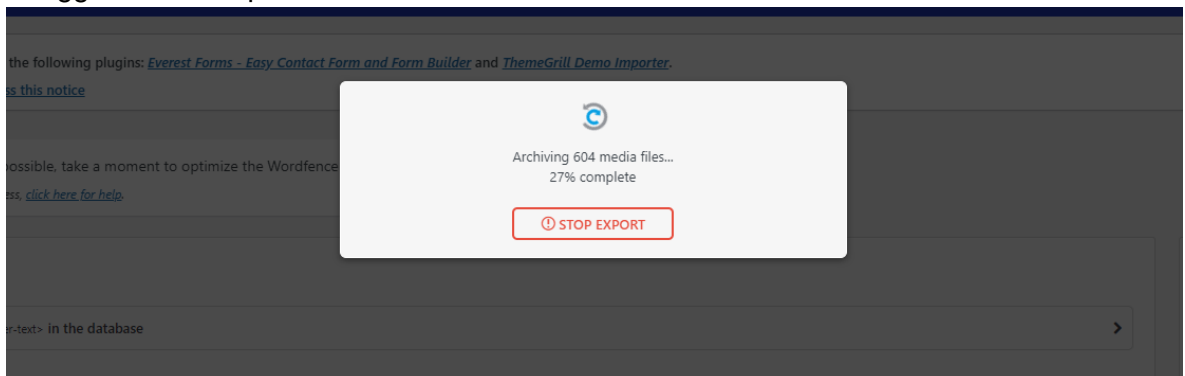 the following plugins: Everest Forms - Easy Contact Form and Form Builder and ThemeGrill Demo Importer.
this notice
Archiving 604 media files...
27% complete
possible, take a moment to optimize the Wordfence
click here for help.
STOP EXPORT
in the database